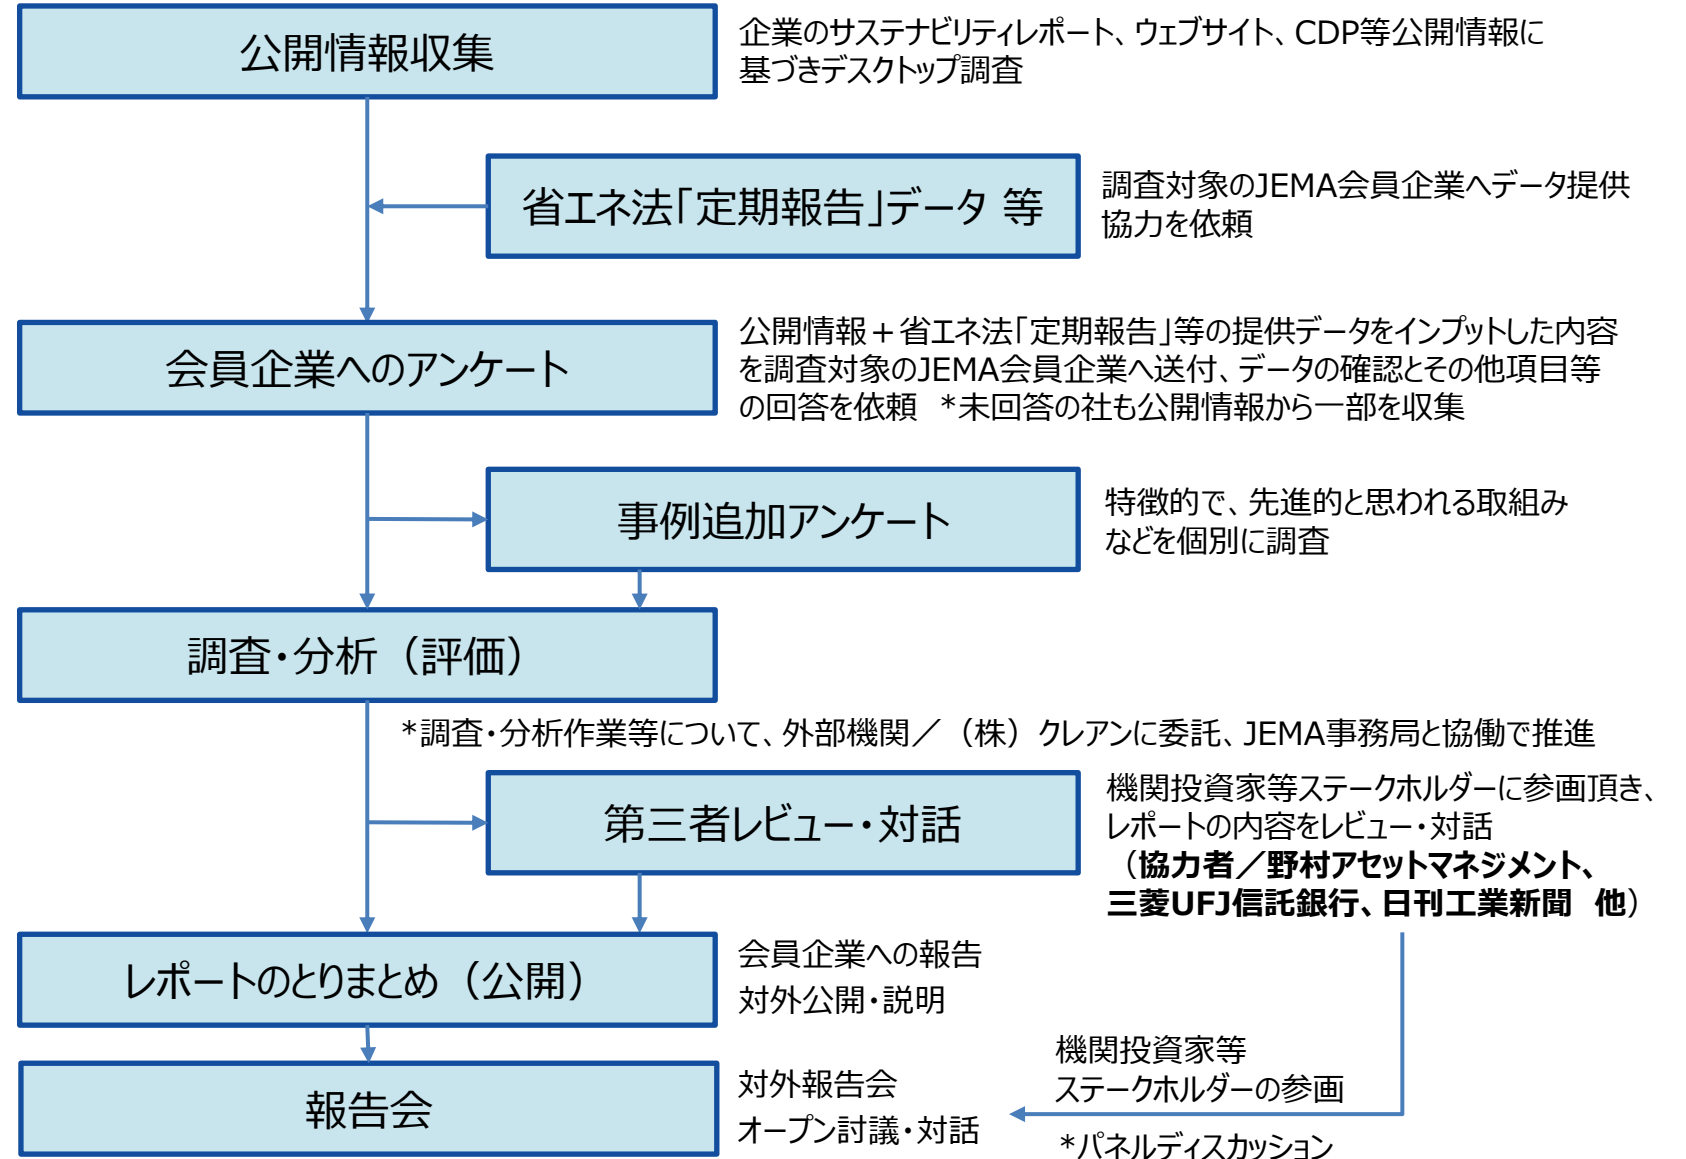 公開情報収集
企業のサステナビリティレポート、ウェブサイト、CDP等公開情報に
基づきデスクトップ調査
省エネ法「定期報告」データ 等
調査対象のJEMA会員企業へデータ提供
協力を依頼
会員企業へのアンケート
公開情報＋省エネ法「定期報告」等の提供データをインプットした内容
を調査対象のJEMA会員企業へ送付、データの確認とその他項目等
の回答を依頼　*未回答の社も公開情報から一部を収集
事例追加アンケート
特徴的で、先進的と思われる取組み
などを個別に調査
調査・分析（評価）
*調査・分析作業等について、外部機関／（株）クレアンに委託、JEMA事務局と協働で推進
第三者レビュー・対話
機関投資家等ステークホルダーに参画頂き、
レポートの内容をレビュー・対話
（協力者／野村アセットマネジメント、
三菱UFJ信託銀行、日刊工業新聞　他）
レポートのとりまとめ（公開）
会員企業への報告
対外公開・説明
報告会
対外報告会
オープン討議・対話
機関投資家等
ステークホルダーの参画
*パネルディスカッション